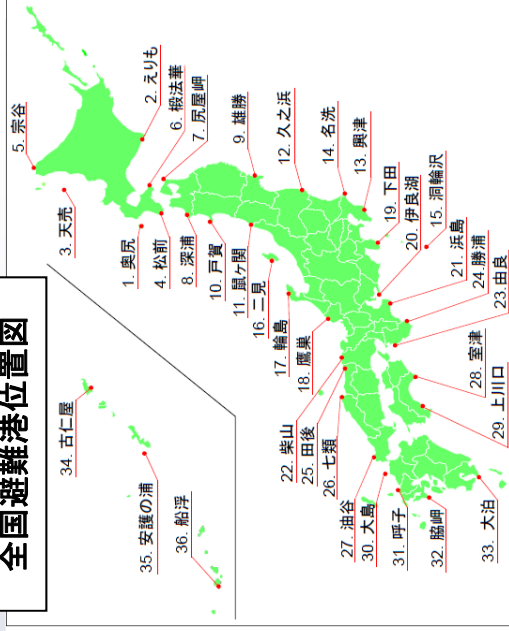 全国避難港位置図
5. 宗谷
3. 天売
2. えりも
6. 椴法華
7. 尻屋岬
1. 奥尻
4. 松前
8. 深浦
10. 戸賀
11. 鼠ヶ関
9. 雄勝
12. 久之浜
14. 名洗
13. 興津
16. 二見
17. 輪島
18. 鷹巣
19. 下田
20. 伊良湖
15. 洞輪沢
21. 浜島
24. 勝浦
23. 由良
22. 柴山
25. 田後
26. 七類
28. 室津
29. 上川口
27. 油谷
30. 大島
31. 呼子
32. 脇岬
33. 大泊
34. 古仁屋
35. 安護の浦
36. 船浮